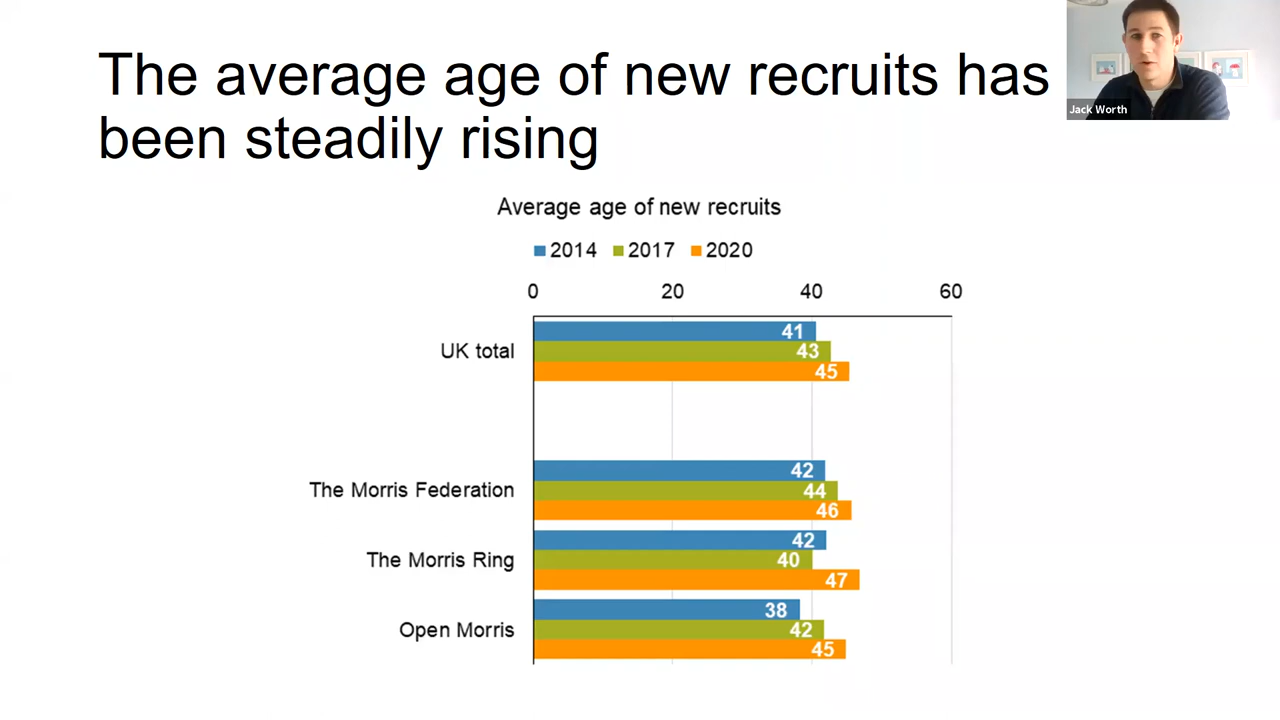 The average age of new recruits has
been steadily rising
Jack Worth
Average age of new recruits
2014 2017 2020
0 20 40 60
UK total
41
43
45
The Morris Federation
42
44
46
The Morris Ring
42
40
47
Open Morris
38
42
45